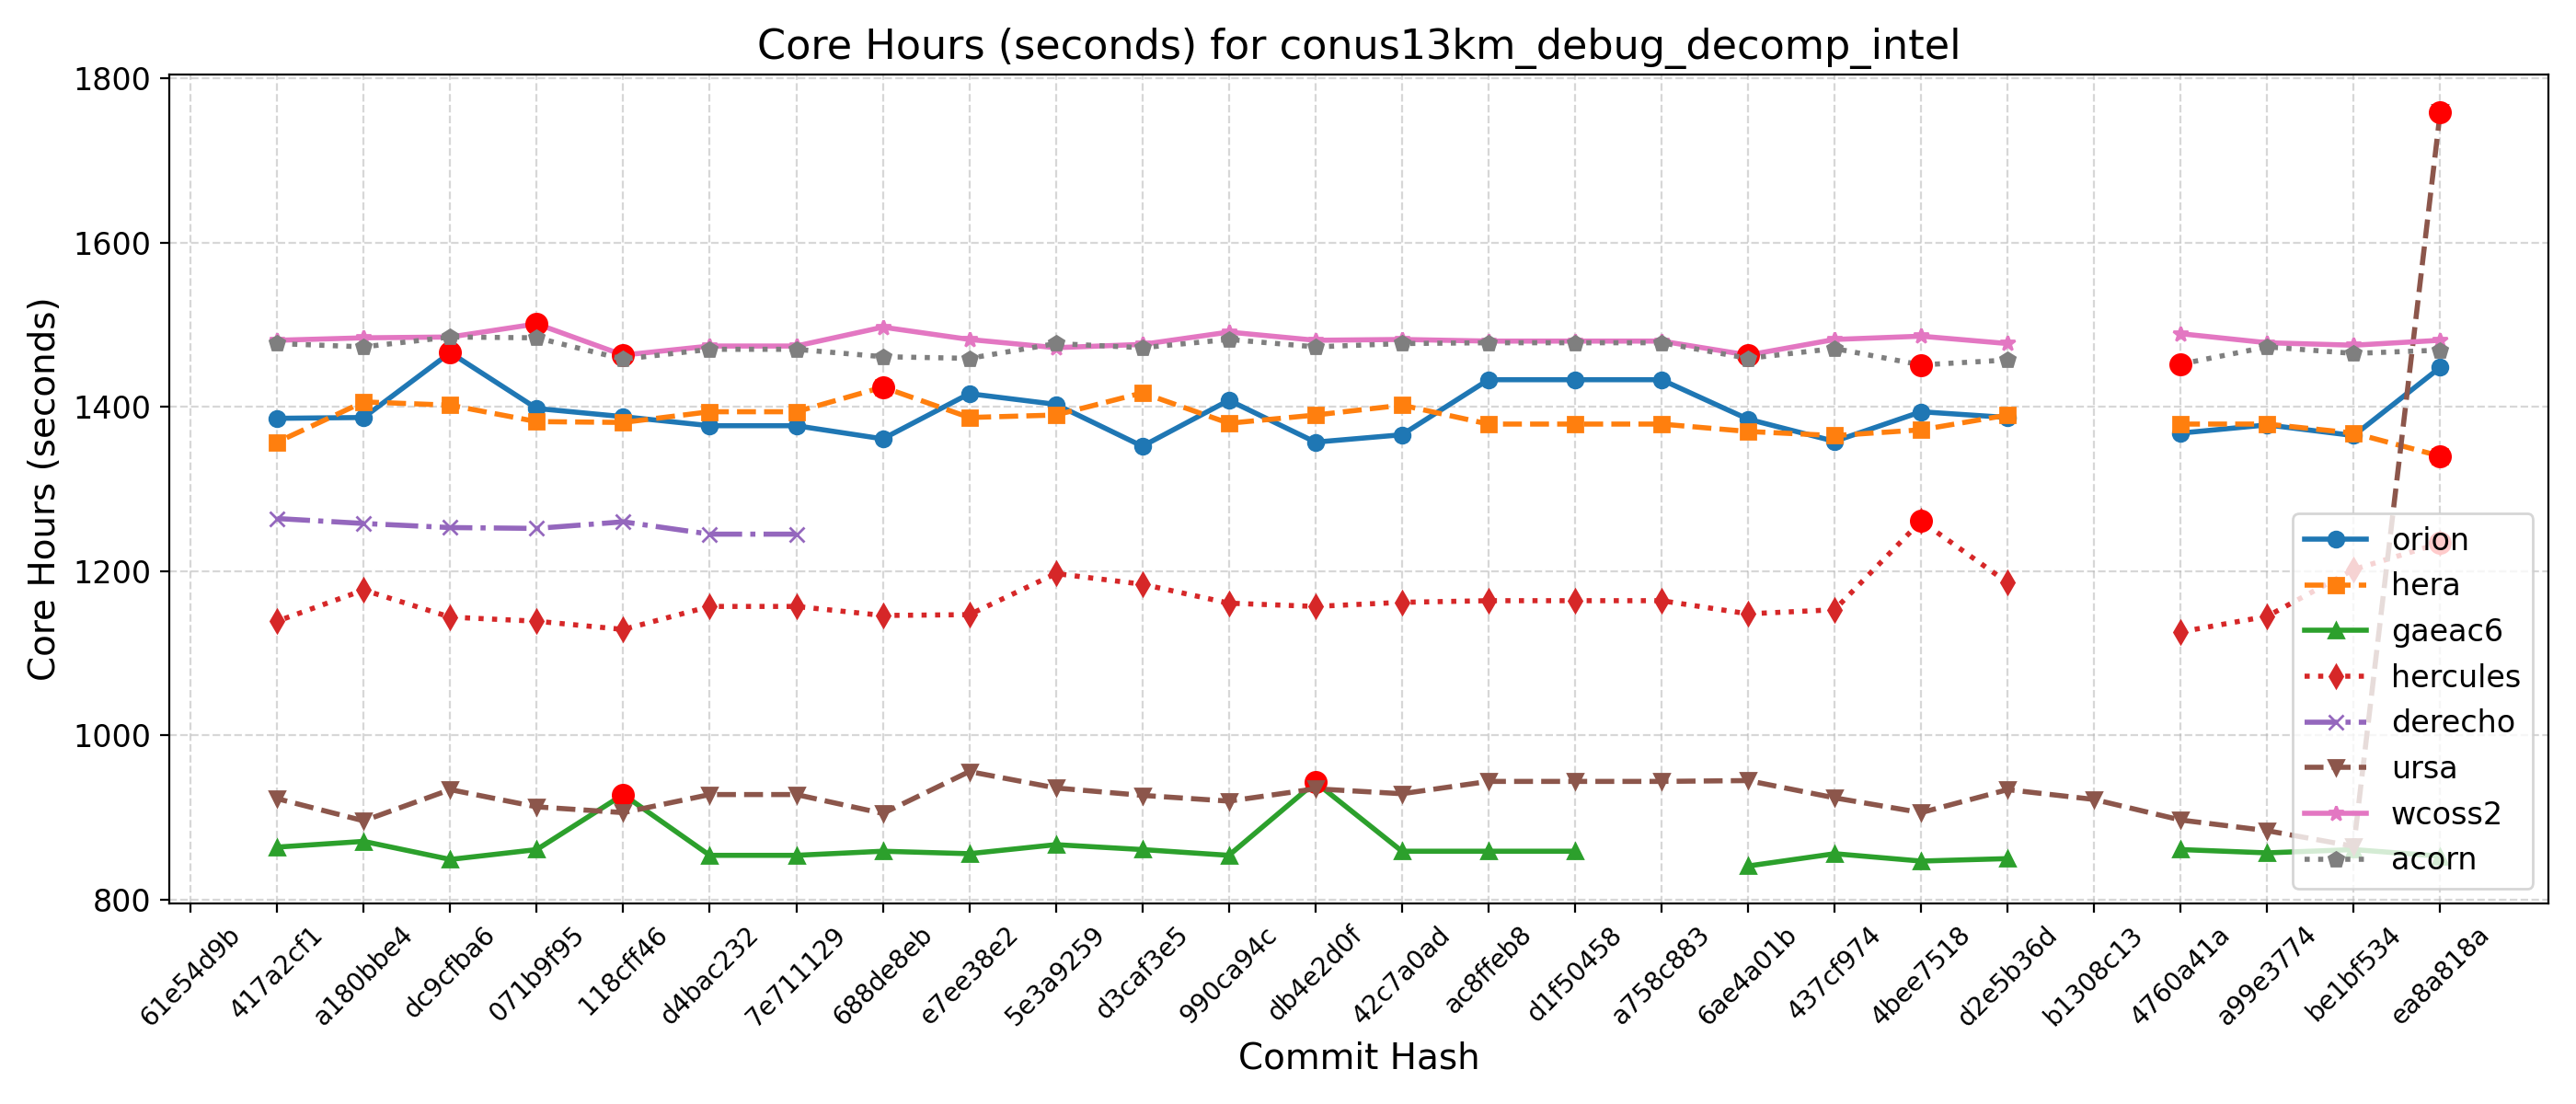 Core Hours (seconds) for conus13km_debug_decomp_intel
Core Hours (seconds)
1800
1600
1400
1200
1000
800
orion
hera
gaeac6
hercules
derecho
ursa
wcoss2
acorn
61e54d9b
417a2cf1
a180bbe4
dc9cfba6
071b9f95
118cff46
d4bac232
7e711129
688de8eb
e7ee38e2
5e3a9259
d3caf3e5
990ca94c
db4e2d0f
42c7a0ad
ac8ffeb8
d1f50458
a758c883
6ae4a01b
437cf974
4bee7518
d2e5b36d
b1308c13
4760a41a
a99e3774
be1bf534
ea8a818a
Commit Hash